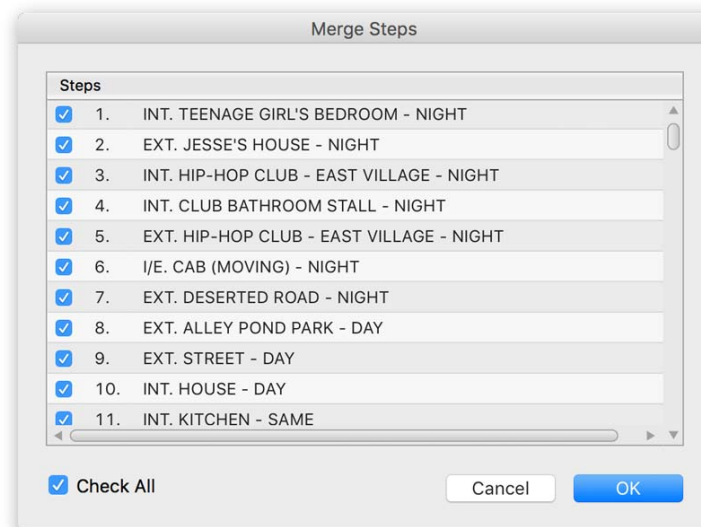 Merge Steps
Steps
1. INT. TEENAGE GIRL'S BEDROOM - NIGHT
2. EXT. JESSE'S HOUSE - NIGHT
3. INT. HIP-HOP CLUB - EAST VILLAGE - NIGHT
4. INT. CLUB BATHROOM STALL - NIGHT
5. EXT. HIP-HOP CLUB - EAST VILLAGE - NIGHT
6. I/E. CAB (MOVING) - NIGHT
7. EXT. DESERTED ROAD - NIGHT
8. EXT. ALLEY POND PARK - DAY
9. EXT. STREET - DAY
10. INT. HOUSE - DAY
11. INT. KITCHEN - SAME
Check All Cancel OK